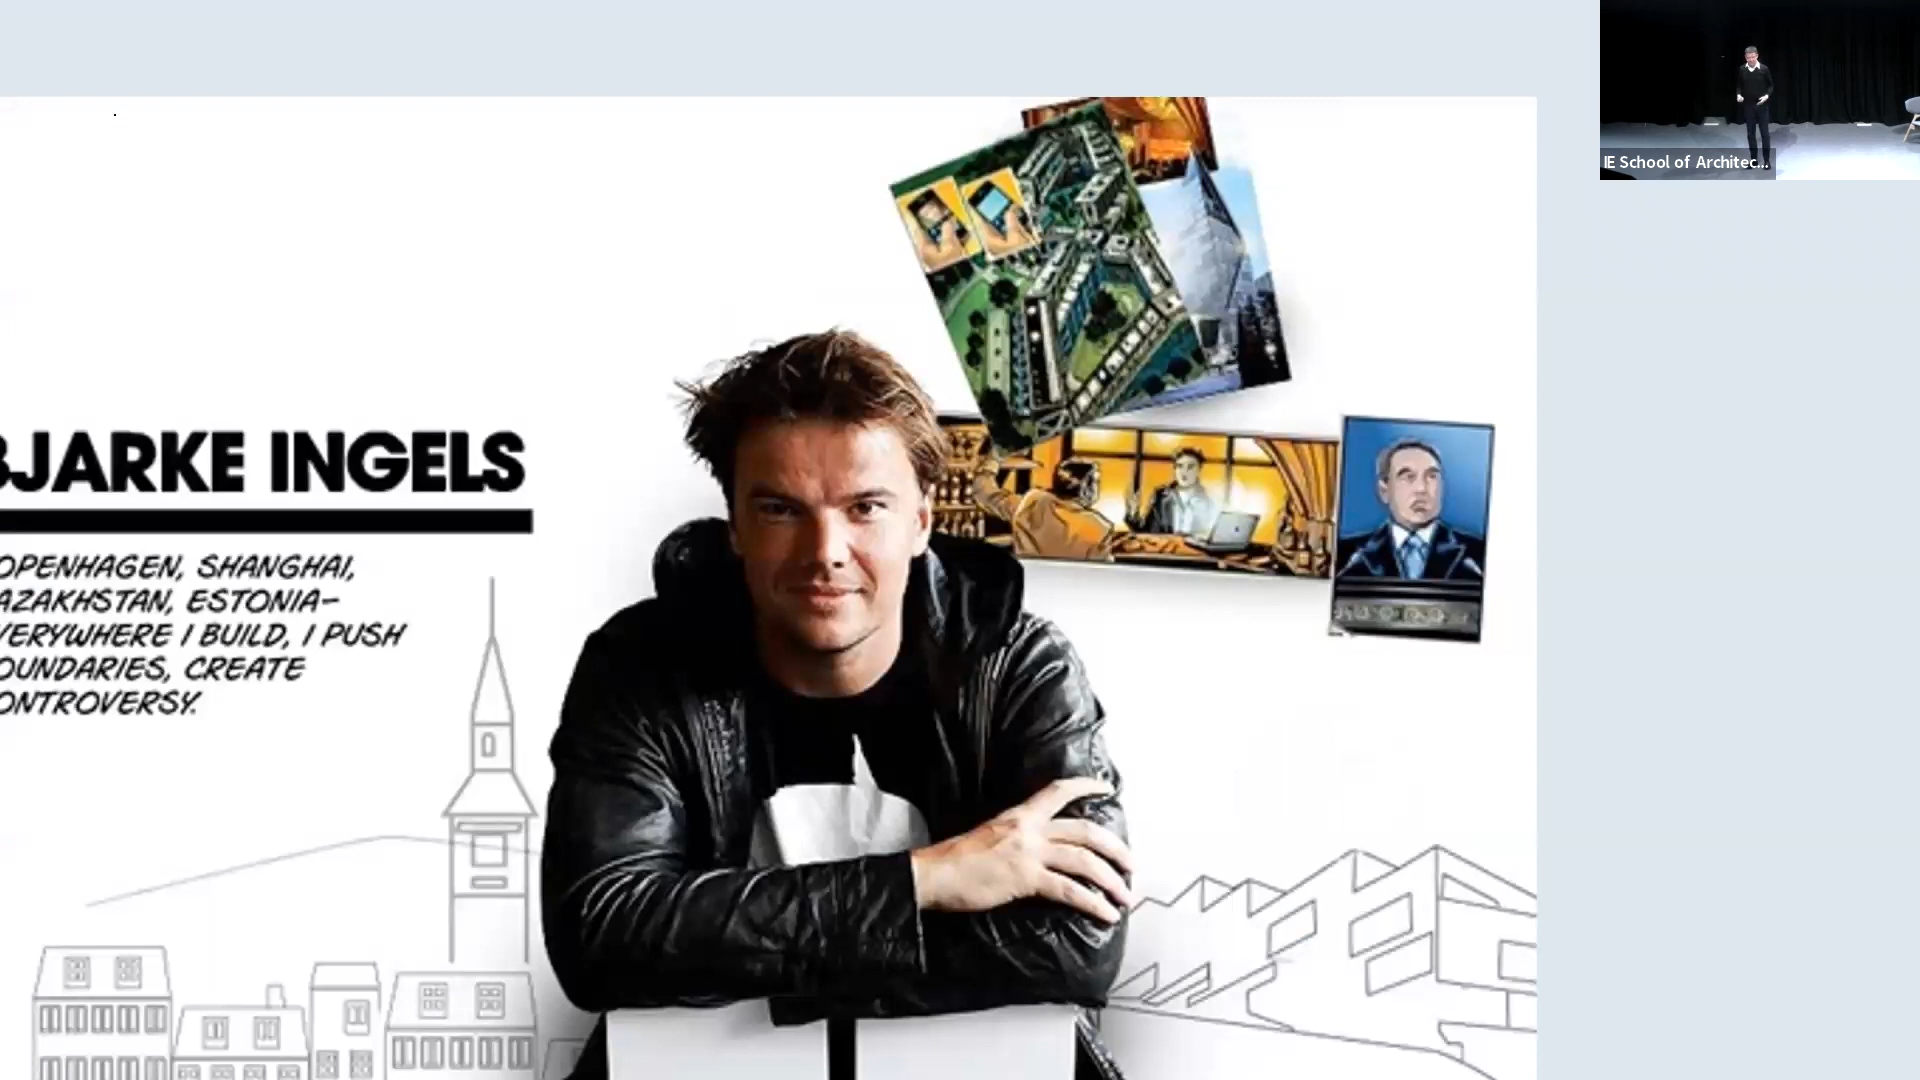 BJARKE INGELS
OPENHAGEN, SHANGHAI,
AZAKHSTAN, ESTONIA–
VERYWHERE I BUILD, I PUSH
OUNDARIES, CREATE
ONTROVERSY.
IE School of Architec...